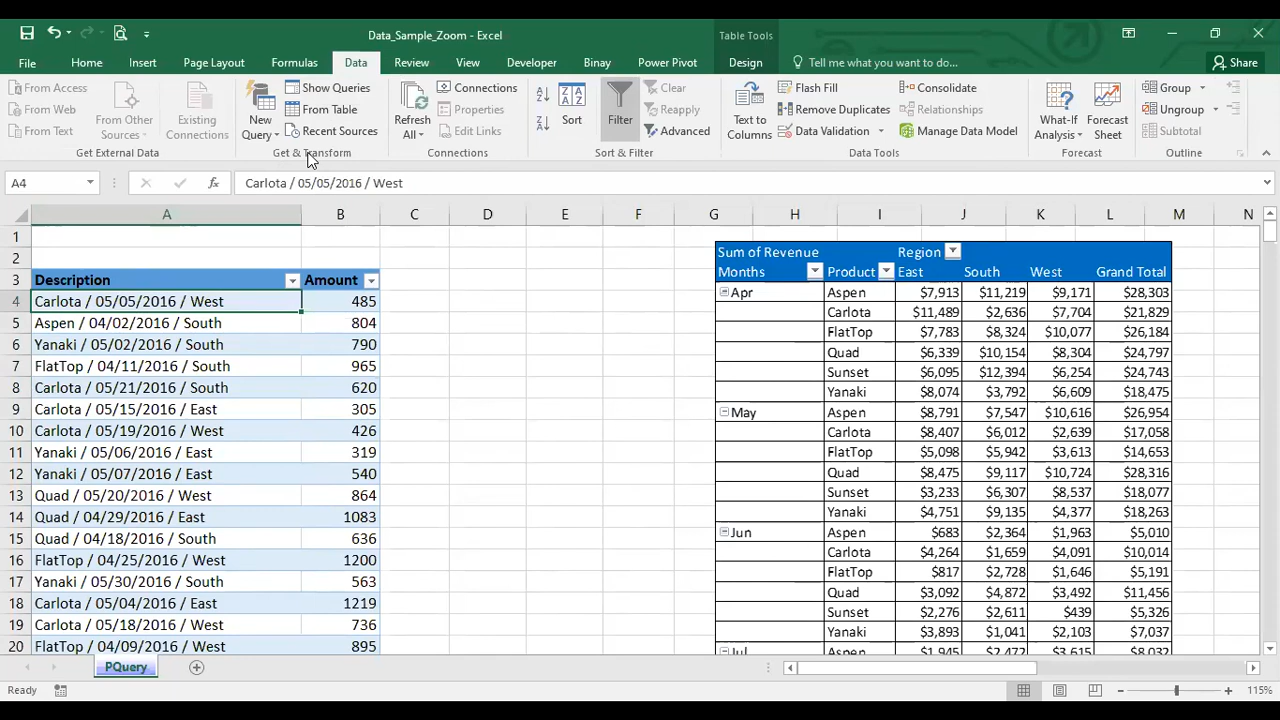 Data_Sample_Zoom - Excel
Table Tools
File Home Insert Page Layout Formulas Data Review View Developer Binay Power Pivot Design Tell me what you want to do... Share
From Access
From Web
From Text
From Other Sources
Existing Connections
Get External Data
New Query
Show Queries
From Table
Recent Sources
Get & Transform
Refresh All
Connections
Properties
Edit Links
Connections
Sort
Filter
Clear
Reapply
Advanced
Sort & Filter
Text to Columns
Flash Fill
Remove Duplicates
Data Validation
Consolidate
Relationships
Manage Data Model
Data Tools
What-If Analysis
Forecast Sheet
Forecast
Group
Ungroup
Subtotal
Outline
A4 fx Carlota / 05/05/2016 / West
A B C D E F G H I J K L M N
1
2
3 Description Amount
4 Carlota / 05/05/2016 / West 485
5 Aspen / 04/02/2016 / South 804
6 Yanaki / 05/02/2016 / South 790
7 FlatTop / 04/11/2016 / South 965
8 Carlota / 05/21/2016 / South 620
9 Carlota / 05/15/2016 / East 305
10 Carlota / 05/19/2016 / West 426
11 Yanaki / 05/06/2016 / East 319
12 Yanaki / 05/07/2016 / East 540
13 Quad / 05/20/2016 / West 864
14 Quad / 04/29/2016 / East 1083
15 Quad / 04/18/2016 / South 636
16 FlatTop / 04/25/2016 / West 1200
17 Yanaki / 05/30/2016 / South 563
18 Carlota / 05/04/2016 / East 1219
19 Carlota / 05/18/2016 / West 736
20 FlatTop / 04/09/2016 / West 895
Sum of Revenue Region
Months Product East South West Grand Total
Apr Aspen $7,913 $11,219 $9,171 $28,303
Carlota $11,489 $2,636 $7,704 $21,829
FlatTop $7,783 $8,324 $10,077 $26,184
Quad $6,339 $10,154 $8,304 $24,797
Sunset $6,095 $12,394 $6,254 $24,743
Yanaki $8,074 $3,792 $6,609 $18,475
May Aspen $8,791 $7,547 $10,616 $26,954
Carlota $8,407 $6,012 $2,639 $17,058
FlatTop $5,098 $5,942 $3,613 $14,653
Quad $8,475 $9,117 $10,724 $28,316
Sunset $3,233 $6,307 $8,537 $18,077
Yanaki $4,751 $9,135 $4,377 $18,263
Jun Aspen $683 $2,364 $1,963 $5,010
Carlota $4,264 $1,659 $4,091 $10,014
FlatTop $817 $2,728 $1,646 $5,191
Quad $3,092 $4,872 $3,492 $11,456
Sunset $2,276 $2,611 $439 $5,326
Yanaki $3,893 $1,041 $2,103 $7,037
Jul Aspen $1,945 $2,472 $3,615 $8,032
PQuery
Ready 115%